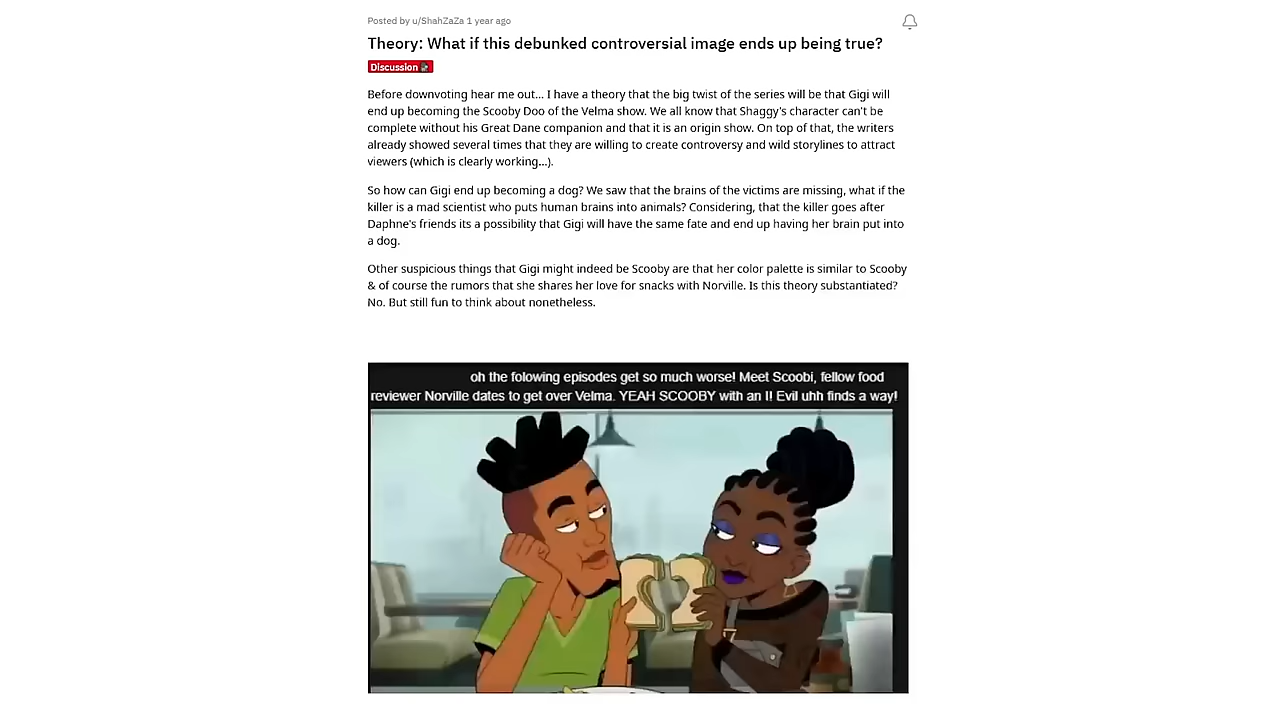 Posted by u/ShahZaZa 1 year ago
Theory: What if this debunked controversial image ends up being true?
Discussion
Before downvoting hear me out... I have a theory that the big twist of the series will be that Gigi will
end up becoming the Scooby Doo of the Velma show. We all know that Shaggy's character can't be
complete without his Great Dane companion and that it is an origin show. On top of that, the writers
already showed several times that they are willing to create controversy and wild storylines to attract
viewers (which is clearly working...).
So how can Gigi end up becoming a dog? We saw that the brains of the victims are missing, what if the
killer is a mad scientist who puts human brains into animals? Considering, that the killer goes after
Daphne's friends its a possibility that Gigi will have the same fate and end up having her brain put into
a dog.
Other suspicious things that Gigi might indeed be Scooby are that her color palette is similar to Scooby
& of course the rumors that she shares her love for snacks with Norville. Is this theory substantiated?
No. But still fun to think about nonetheless.
oh the folowing episodes get so much worse! Meet Scoobi, fellow food
reviewer Norville dates to get over Velma. YEAH SCOOBY with an I! Evil uhh finds a way!